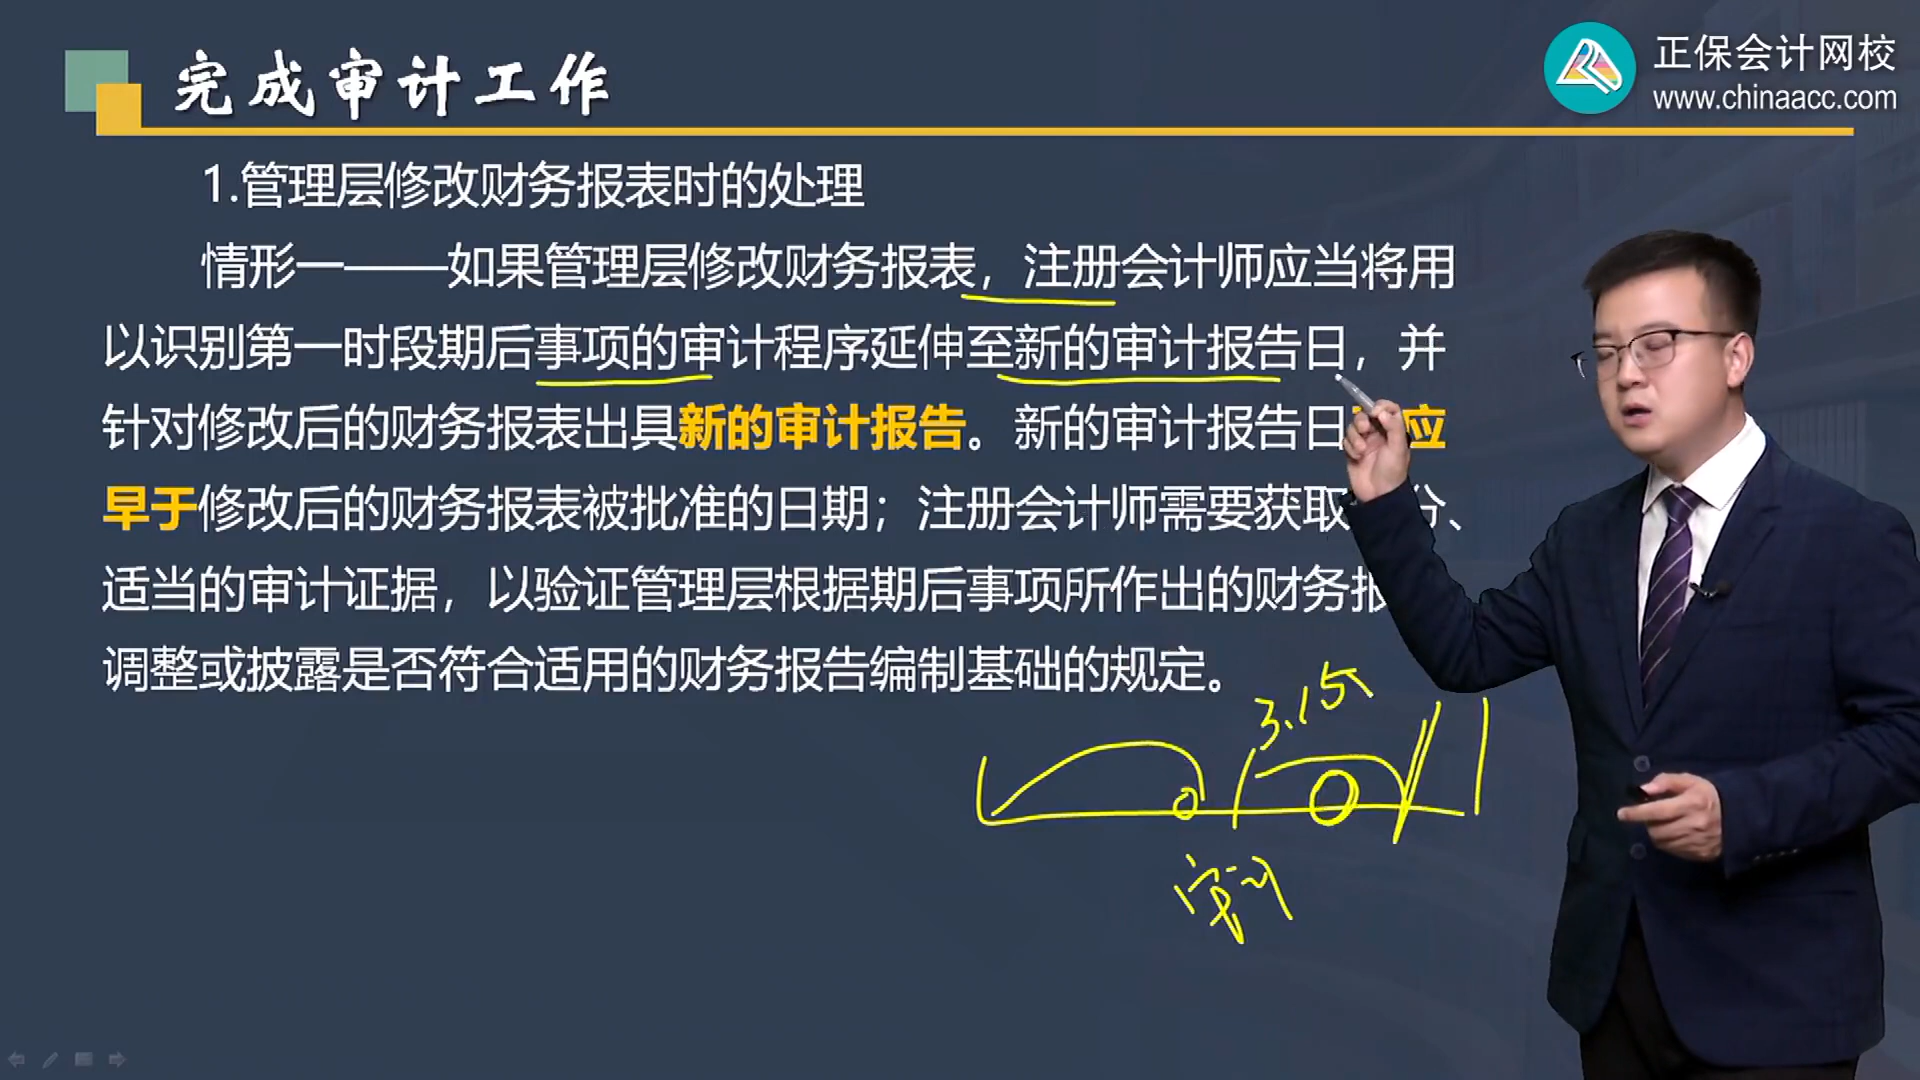 完成审计工作
正保会计网校
www.chinaacc.com
1.管理层修改财务报表时的处理
情形一——如果管理层修改财务报表，注册会计师应当将用
以识别第一时段期后事项的审计程序延伸至新的审计报告日，并
针对修改后的财务报表出具新的审计报告。新的审计报告日应
早于修改后的财务报表被批准的日期；注册会计师需要获取分、
适当的审计证据，以验证管理层根据期后事项所作出的财务报
调整或披露是否符合适用的财务报告编制基础的规定。
3.15